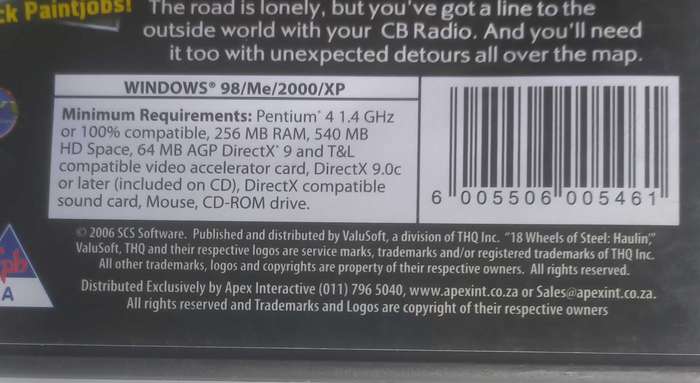 ck Paintjobs!
The road is lonely, but you've got a line to the
outside world with your CB Radio. And you'll need
it too with unexpected detours all over the map.
WINDOWS® 98/Me/2000/XP
Minimum Requirements: Pentium® 4 1.4 GHz
or 100% compatible, 256 MB RAM, 540 MB
HD Space, 64 MB AGP DirectX® 9 and T&L
compatible video accelerator card, DirectX 9.0c
or later (included on CD), DirectX compatible
sound card, Mouse, CD-ROM drive.
6 005506 005461
© 2006 SCS Software. Published and distributed by ValuSoft, a division of THQ Inc. "18 Wheels of Steel: Haulin,"
ValuSoft, THQ and their respective logos are service marks, trademarks and/or registered trademarks of THQ Inc.
All other trademarks, logos and copyrights are property of their respective owners. All rights reserved.
Distributed Exclusively by Apex Interactive (011) 796 5040, www.apexint.co.za or Sales@apexint.co.za.
All rights reserved and Trademarks and Logos are copyright of their respective owners
fpb
A